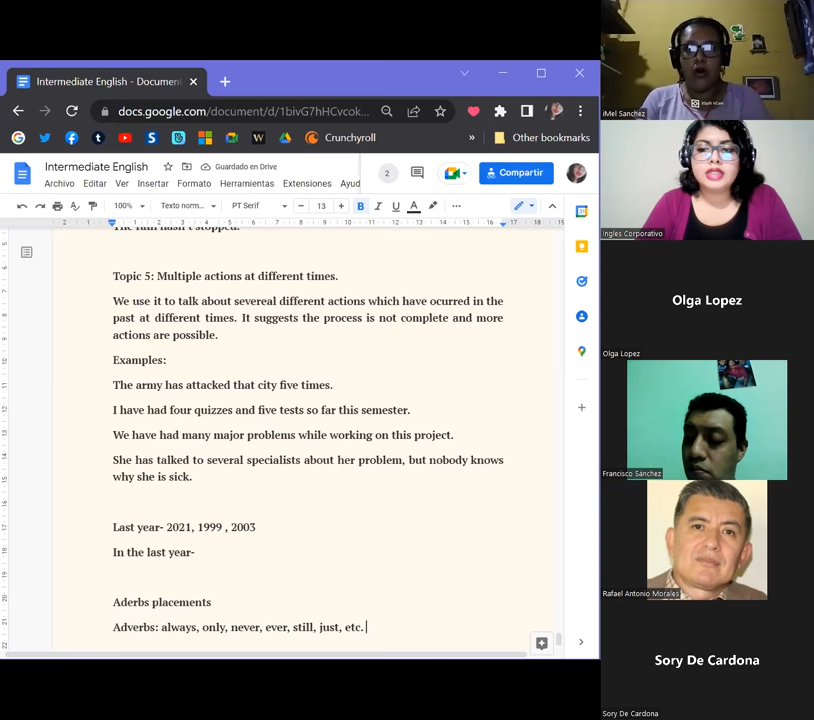 iMel Sanchez
Intermediate English - Document
docs.google.com/document/d/1bivG7hHCvcok
Crunchyroll
»
Other bookmarks
Intermediate English
Guardado en Drive
2
Compartir
Archivo Editar Ver Insertar Formato Herramientas Extensiones Ayud
100% Texto norm... PT Serif 13 B I U A
The rain hasn't stopped.
Topic 5: Multiple actions at different times.
We use it to talk about severeal different actions which have ocurred in the
past at different times. It suggests the process is not complete and more
actions are possible.
Examples:
The army has attacked that city five times.
I have had four quizzes and five tests so far this semester.
We have had many major problems while working on this project.
She has talked to several specialists about her problem, but nobody knows
why she is sick.
Last year- 2021, 1999 , 2003
In the last year-
Aderbs placements
Adverbs: always, only, never, ever, still, just, etc.
Ingles Corporativo
Olga Lopez
Olga Lopez
Francisco Sánchez
Rafael Antonio Morales
Sory De Cardona
Sory De Cardona